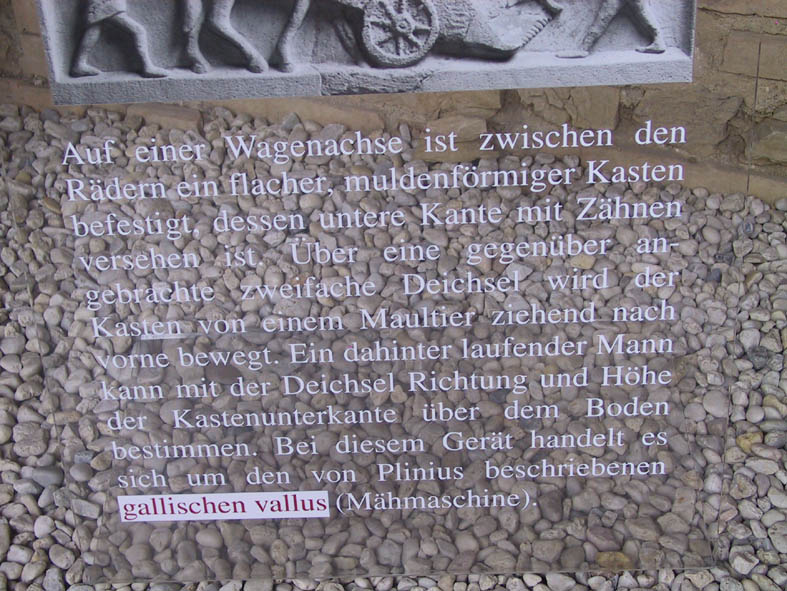 Auf einer Wagenachse ist zwischen den
Rädern ein flacher, muldenförmiger Kasten
befestigt, dessen untere Kante mit Zähnen
versehen ist. Über eine gegenüber an-
gebrachte zweifache Deichsel wird der
Kasten von einem Maultier ziehend nach
vorne bewegt. Ein dahinter laufender Mann
kann mit der Deichsel Richtung und Höhe
der Kastenunterkante über dem Boden
bestimmen. Bei diesem Gerät handelt es
sich um den von Plinius beschriebenen
gallischen vallus (Mähmaschine).